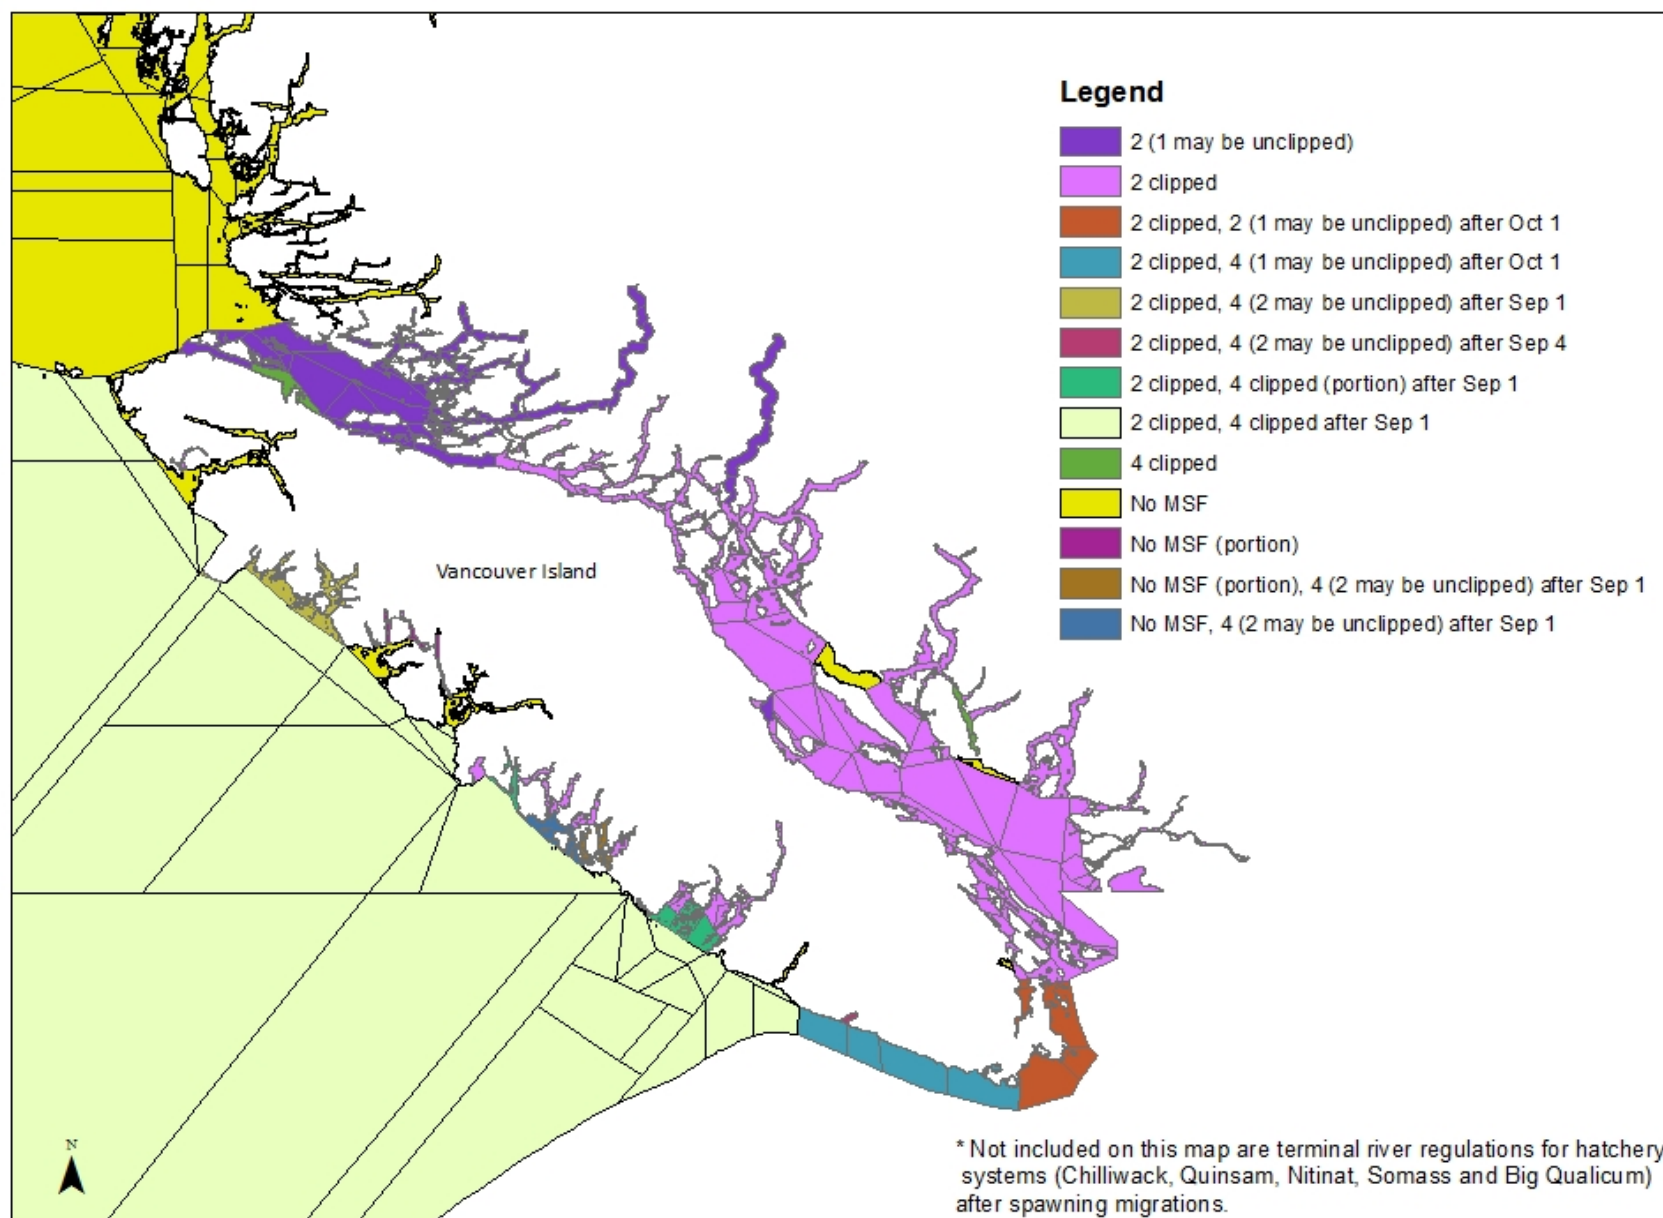 Legend
2 (1 may be unclipped)
2 clipped
2 clipped, 2 (1 may be unclipped) after Oct 1
2 clipped, 4 (1 may be unclipped) after Oct 1
2 clipped, 4 (2 may be unclipped) after Sep 1
2 clipped, 4 (2 may be unclipped) after Sep 4
2 clipped, 4 clipped (portion) after Sep 1
2 clipped, 4 clipped after Sep 1
4 clipped
No MSF
No MSF (portion)
No MSF (portion), 4 (2 may be unclipped) after Sep 1
No MSF, 4 (2 may be unclipped) after Sep 1
Vancouver Island
N
* Not included on this map are terminal river regulations for hatchery
systems (Chilliwack, Quinsam, Nitinat, Somass and Big Qualicum)
after spawning migrations.